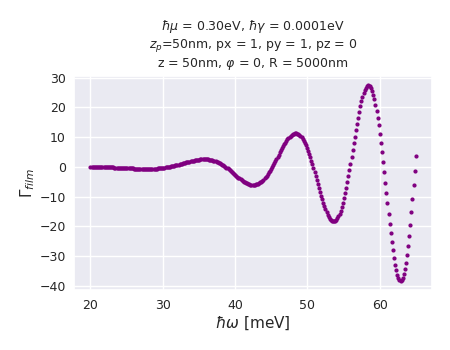 ħμ = 0.30eV, ħγ = 0.0001eV
z_p=50nm, px = 1, py = 1, pz = 0
z = 50nm, φ = 0, R = 5000nm
30
20
10
0
−10
−20
−30
−40
Γ_film
20
30
40
50
60
ħω [meV]